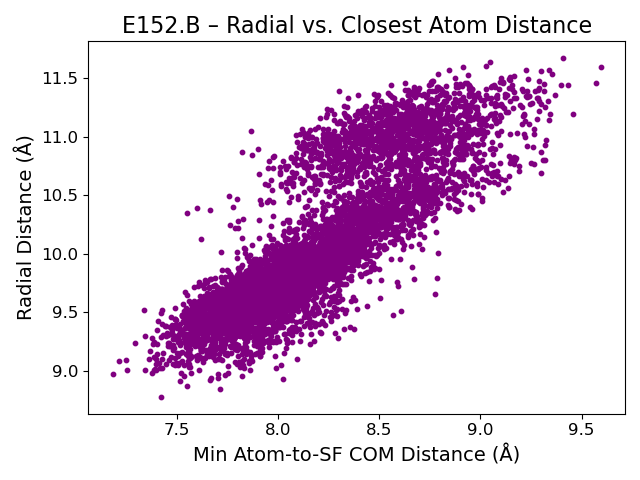 E152.B – Radial vs. Closest Atom Distance
Radial Distance (Å)
11.5
11.0
10.5
10.0
9.5
9.0
7.5 8.0 8.5 9.0 9.5
Min Atom-to-SF COM Distance (Å)